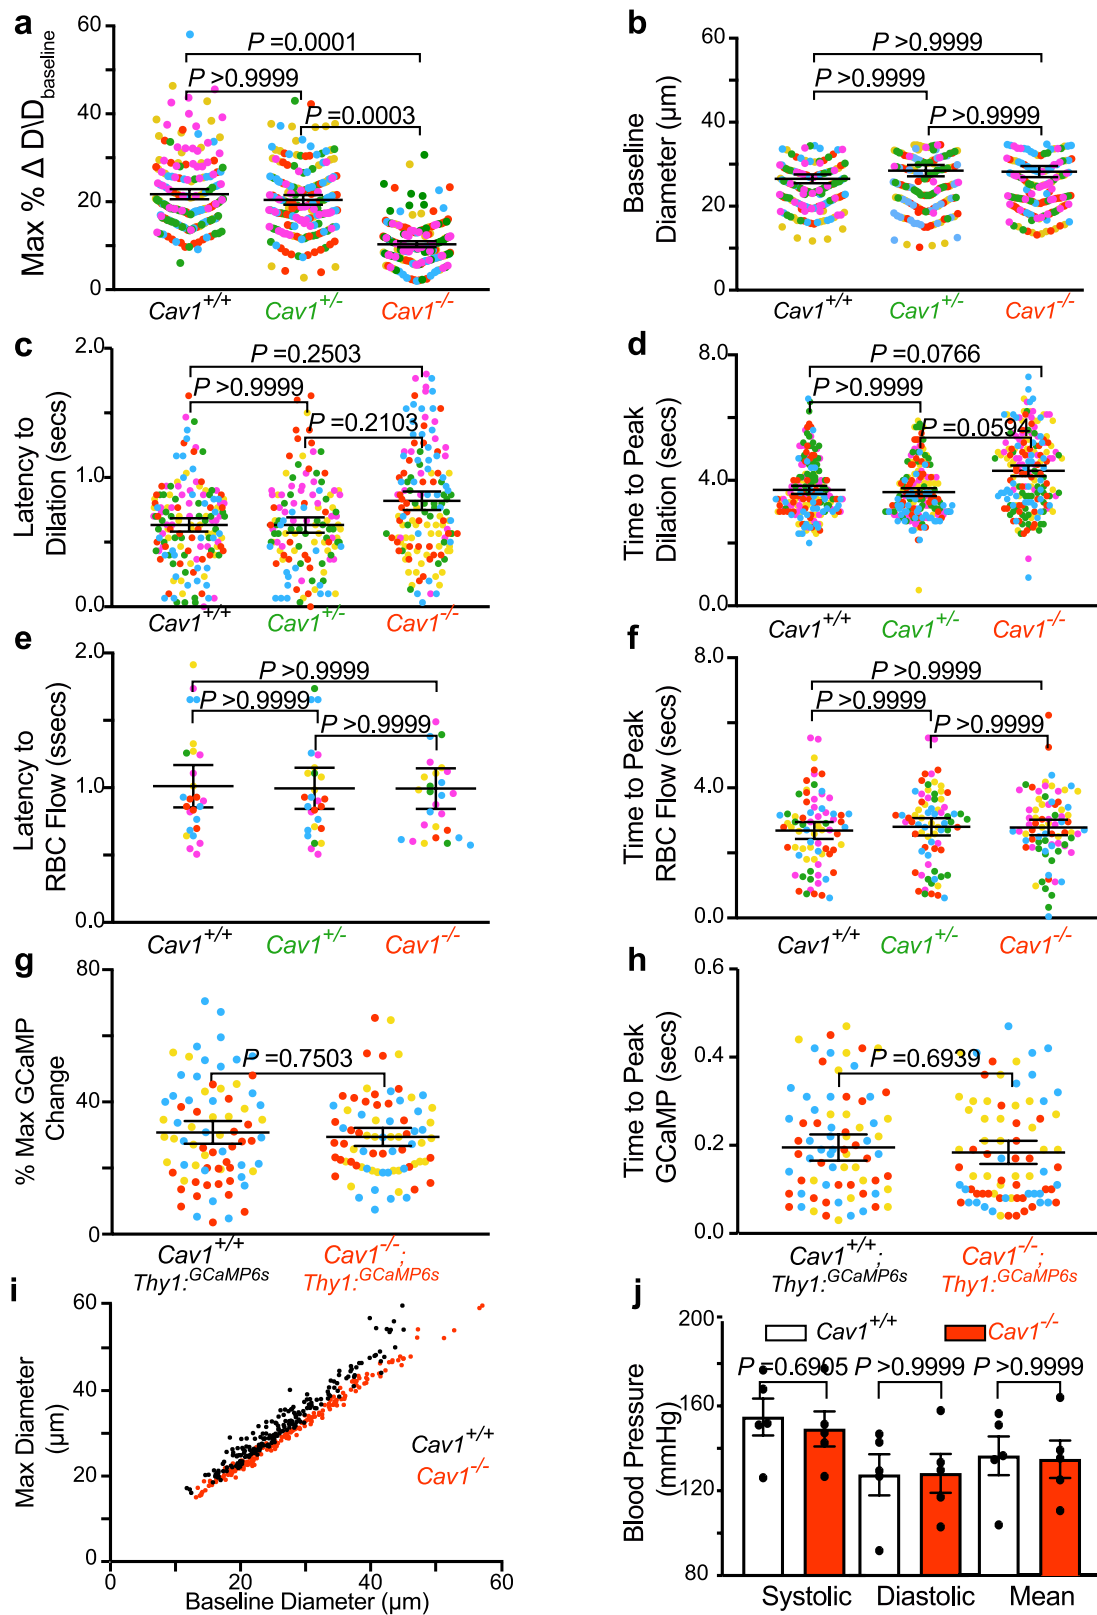 a
60
40
20
0
Max % Δ D\D_baseline
P =0.0001
P >0.9999
P =0.0003
Cav1+/+
Cav1+/-
Cav1-/-
b
60
40
20
0
Baseline
Diameter (μm)
P >0.9999
P >0.9999
P >0.9999
Cav1+/+
Cav1+/-
Cav1-/-
c
2.0
1.0
0.0
Latency to
Dilation (secs)
P =0.2503
P >0.9999
P =0.2103
Cav1+/+
Cav1+/-
Cav1-/-
d
8.0
4.0
0.0
Time to Peak
Dilation (secs)
P =0.0766
P >0.9999
P =0.0594
Cav1+/+
Cav1+/-
Cav1-/-
e
2.0
1.0
0.0
Latency to
RBC Flow (ssecs)
P >0.9999
P >0.9999
P >0.9999
Cav1+/+
Cav1+/-
Cav1-/-
f
8.0
4.0
0.0
Time to Peak
RBC Flow (secs)
P >0.9999
P >0.9999
P >0.9999
Cav1+/+
Cav1+/-
Cav1-/-
g
80
40
0
% Max GCaMP
Change
P =0.7503
Cav1+/+
Thy1:GCaMP6s
Cav1-/-;
Thy1:GCaMP6s
h
0.6
0.4
0.2
0.0
Time to Peak
GCaMP (secs)
P =0.6939
Cav1+/+;
Thy1:GCaMP6s
Cav1-/-;
Thy1:GCaMP6s
i
60
40
20
0
Max Diameter
(μm)
Cav1+/+
Cav1-/-
0 20 40 60
Baseline Diameter (μm)
j
200
160
130
80
Blood Pressure
(mmHg)
Cav1+/+
Cav1-/-
P =0.6905
P >0.9999
P >0.9999
Systolic Diastolic Mean